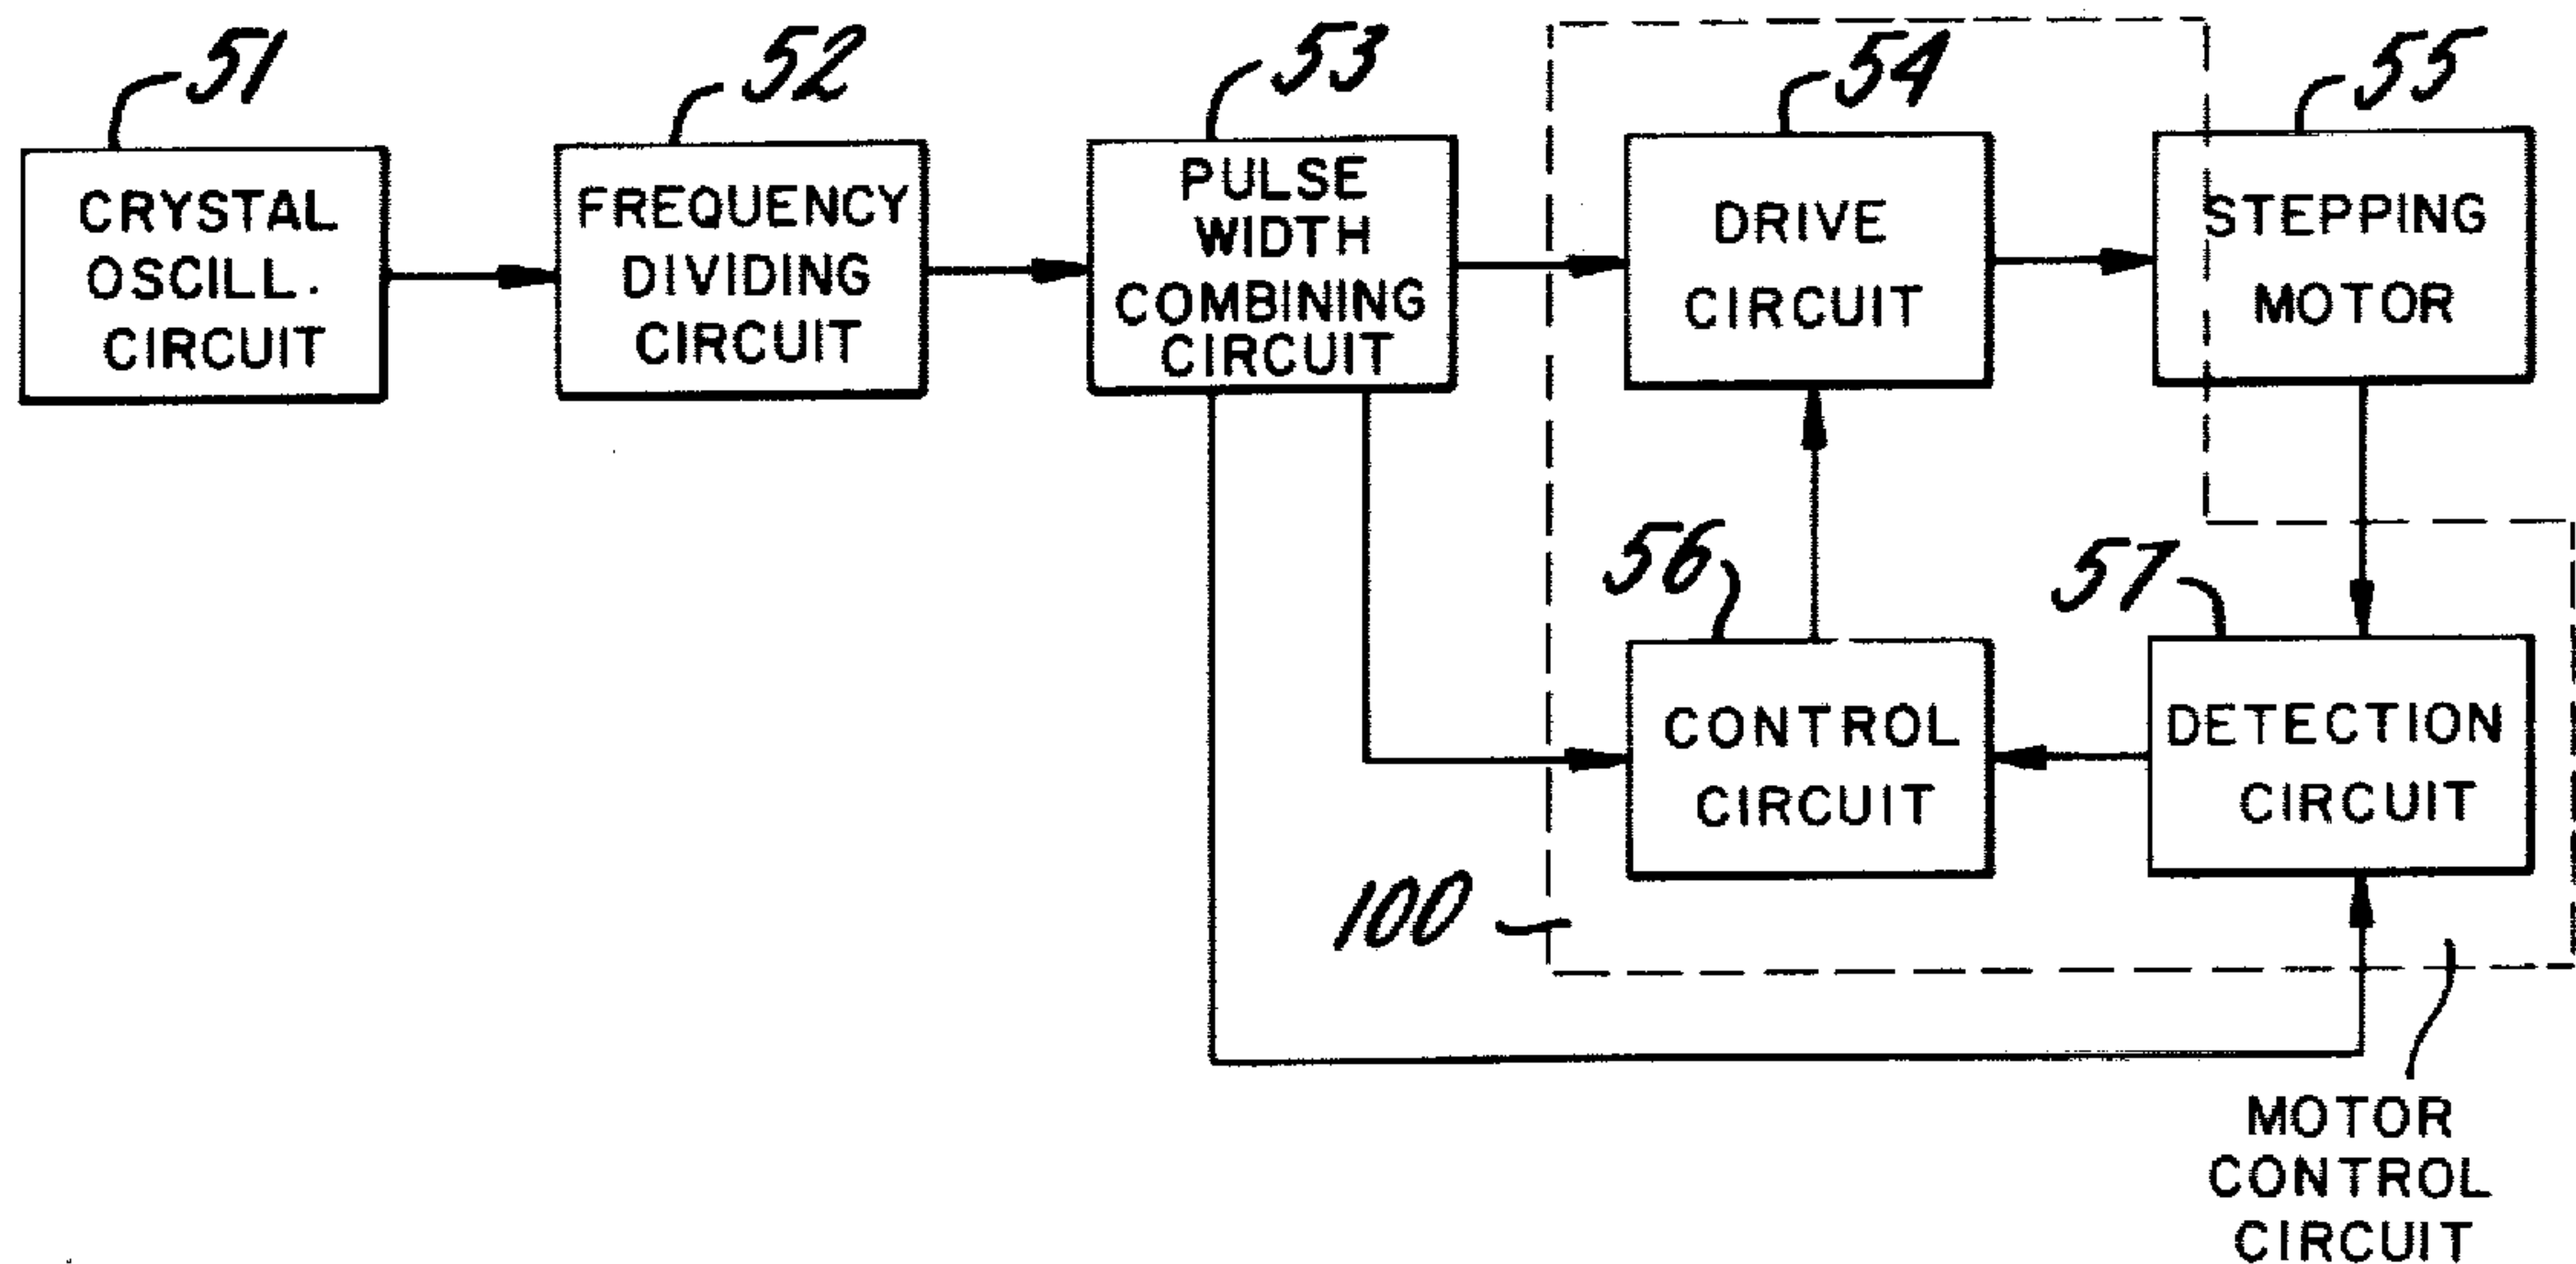 51
52
53
54
55
CRYSTAL
OSCILL.
CIRCUIT
FREQUENCY
DIVIDING
CIRCUIT
PULSE
WIDTH
COMBINING
CIRCUIT
DRIVE
CIRCUIT
STEPPING
MOTOR
56
57
CONTROL
CIRCUIT
DETECTION
CIRCUIT
100
MOTOR
CONTROL
CIRCUIT